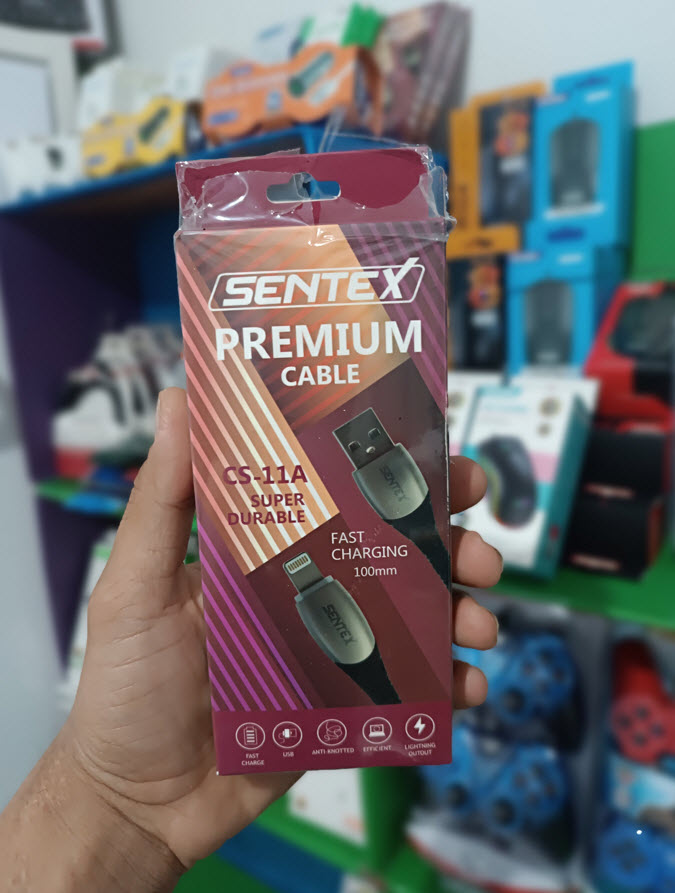 SENTEX
PREMIUM
CABLE
CS-11A
SUPER
DURABLE
SENTEX
FAST
CHARGING
100mm
SENTEX
FAST
CHARGE
USB
ANTI-KNOTTED
EFFICIENT
LIGHTNING
OUTOUT